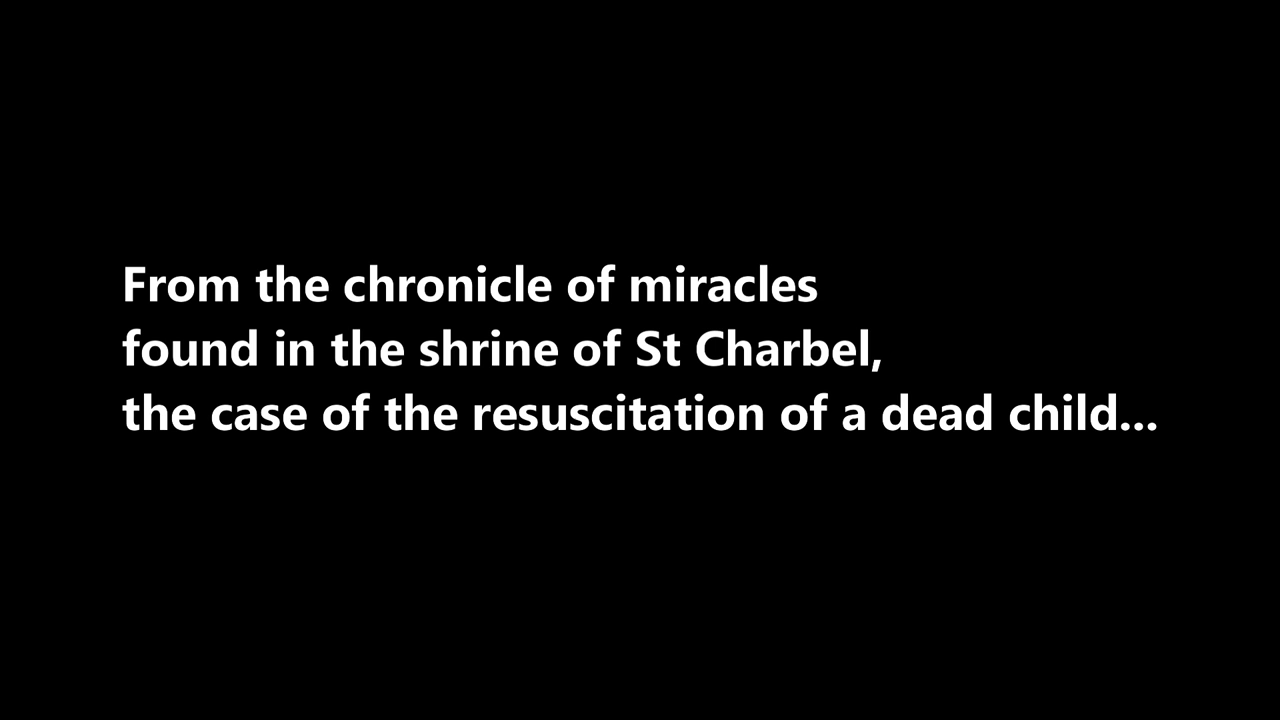 From the chronicle of miracles
found in the shrine of St Charbel,
the case of the resuscitation of a dead child...